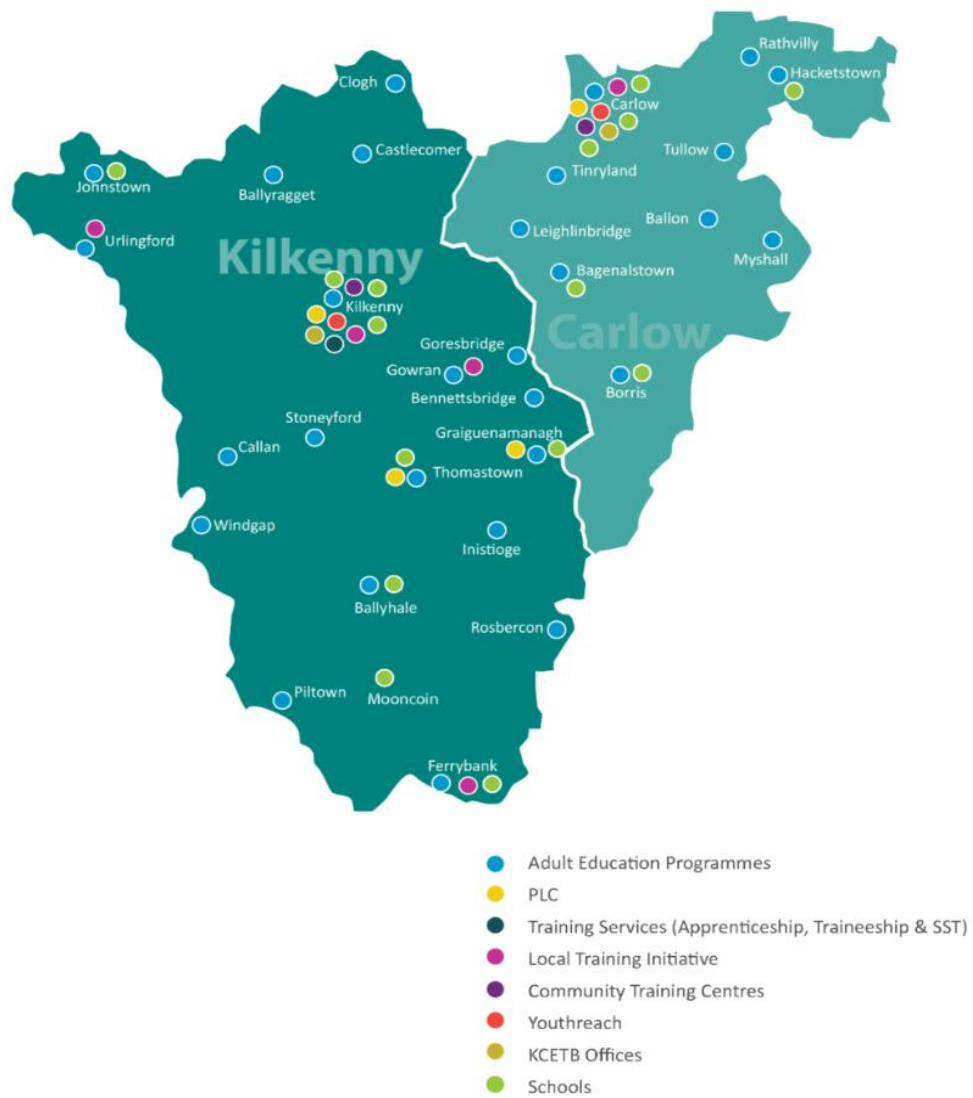 Rathvilly
Hacketstown
Clogh
Carlow
Castlecomer
Tullow
Tinryland
Johnstown
Ballyragget
Ballon
Leighlinbridge
Urlingford
Kilkenny
Myshall
Bagenalstown
Kilkenny
Carlow
Goresbridge
Gowran
Borris
Bennettsbridge
Stoneyford
Graiguenamanagh
Callan
Thomastown
Windgap
Inistioge
Ballyhale
Rosbercon
Piltown
Mooncoin
Ferrybank
Adult Education Programmes
PLC
Training Services (Apprenticeship, Traineeship & SST)
Local Training Initiative
Community Training Centres
Youthreach
KCETB Offices
Schools